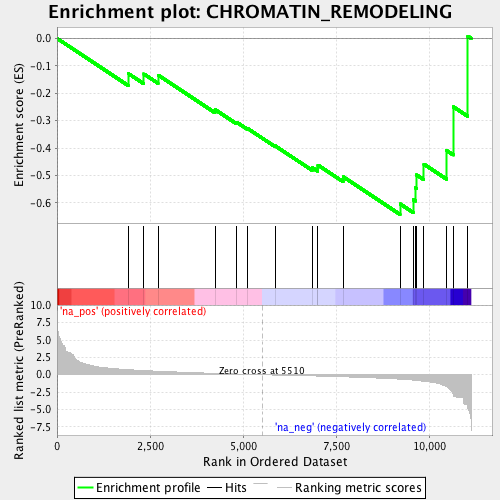 Enrichment plot: CHROMATIN_REMODELING
Enrichment score (ES)
0.0
-0.1
-0.2
-0.3
-0.4
-0.5
-0.6
'na_pos' (positively correlated)
Ranked list metric (PreRanked)
10.0
7.5
5.0
2.5
0.0
-2.5
-5.0
-7.5
Zero cross at 5510
'na_neg' (negatively correlated)
0
2,500
5,000
7,500
10,000
Rank in Ordered Dataset
Enrichment profile
Hits
Ranking metric scores